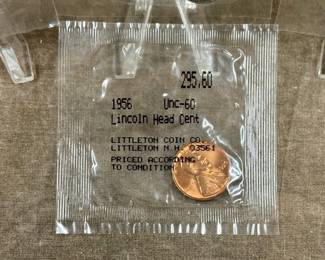 295.60
1956 Unc-60
Lincoln Head Cent
LITTLETON COIN CO.
LITTLETON N.H. 03561
PRICED ACCORDING
TO CONDITION